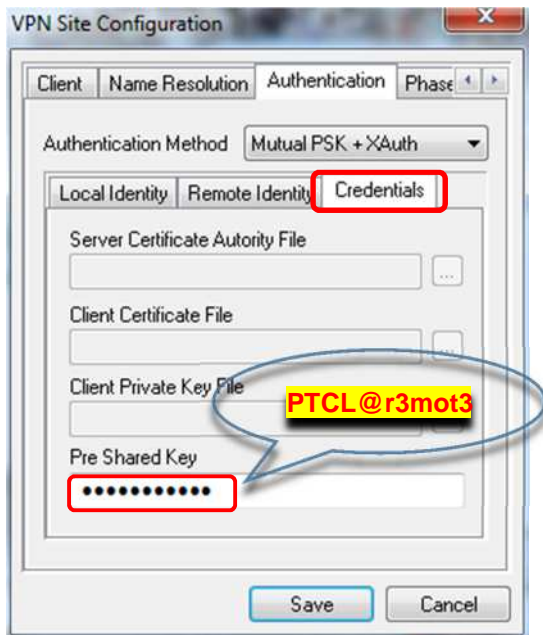 VPN Site Configuration
Client Name Resolution Authentication Phase
Authentication Method Mutual PSK + XAuth
Local Identity Remote Identity Credentials
Server Certificate Autority File
...
Client Certificate File
...
Client Private Key File
PTCL@r3mot3
Pre Shared Key
•••••••••••
Save Cancel